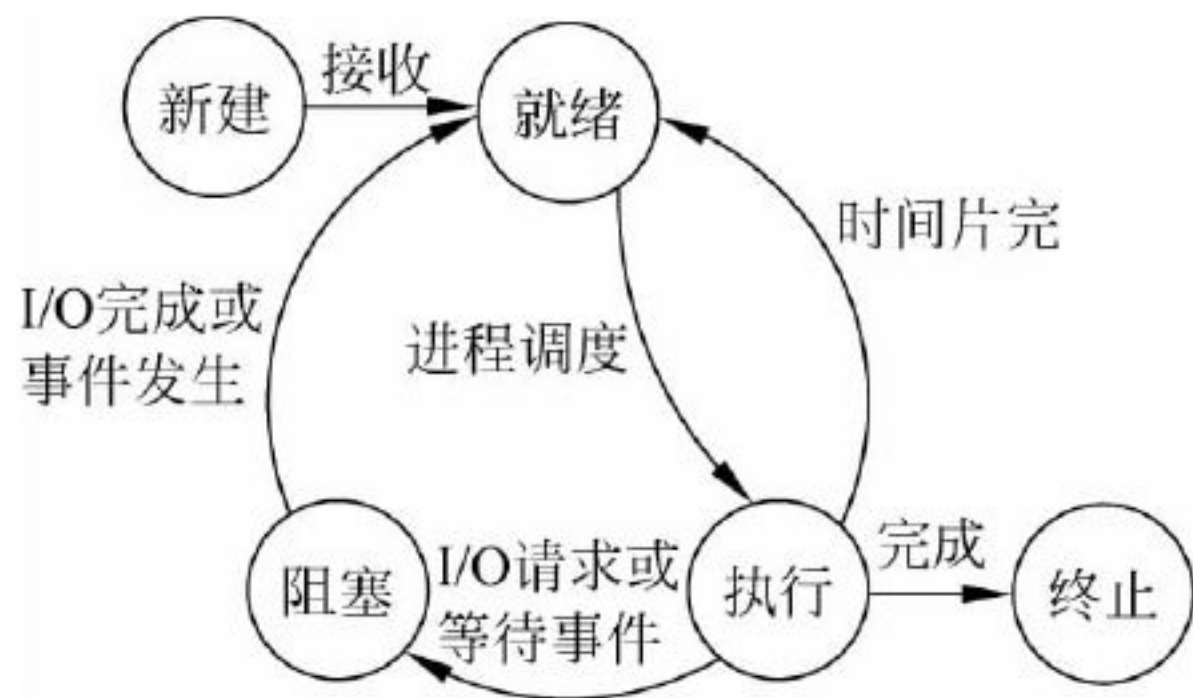 新建
接收
就绪
时间片完
I/O完成或
事件发生
进程调度
阻塞
I/O请求或
等待事件
执行
完成
终止